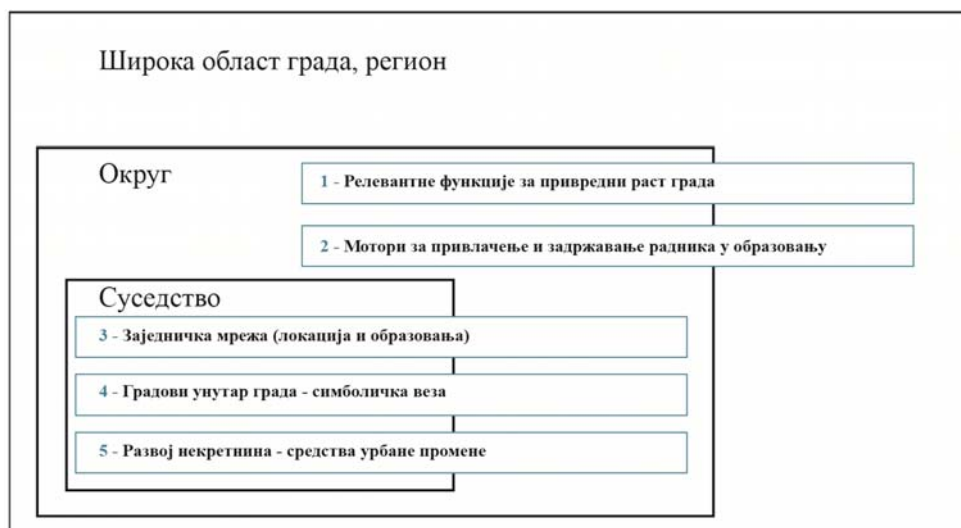 Широка област града, регион
Округ
1 - Релевантне функције за привредни раст града
2 - Мотори за привлачење и задржавање радника у образовању
Суседство
3 - Заједничка мрежа (локација и образовања)
4 - Градови унутар града - симболичка веза
5 - Развој некретнина - средства урбане промене